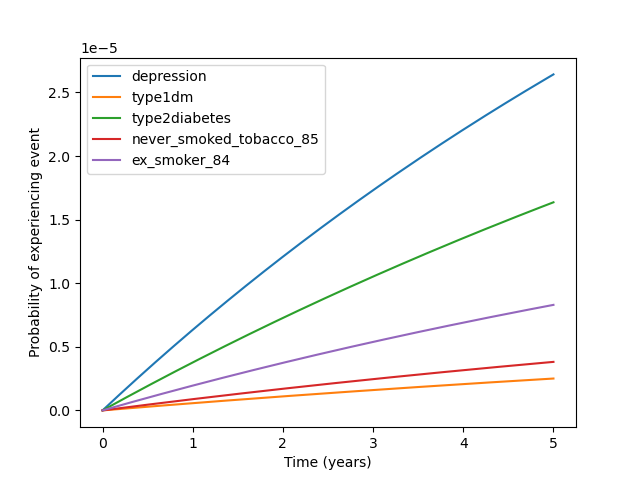 1e−5
2.5
2.0
1.5
1.0
0.5
0.0
Probability of experiencing event
depression
type1dm
type2diabetes
never_smoked_tobacco_85
ex_smoker_84
0
1
2
3
4
5
Time (years)